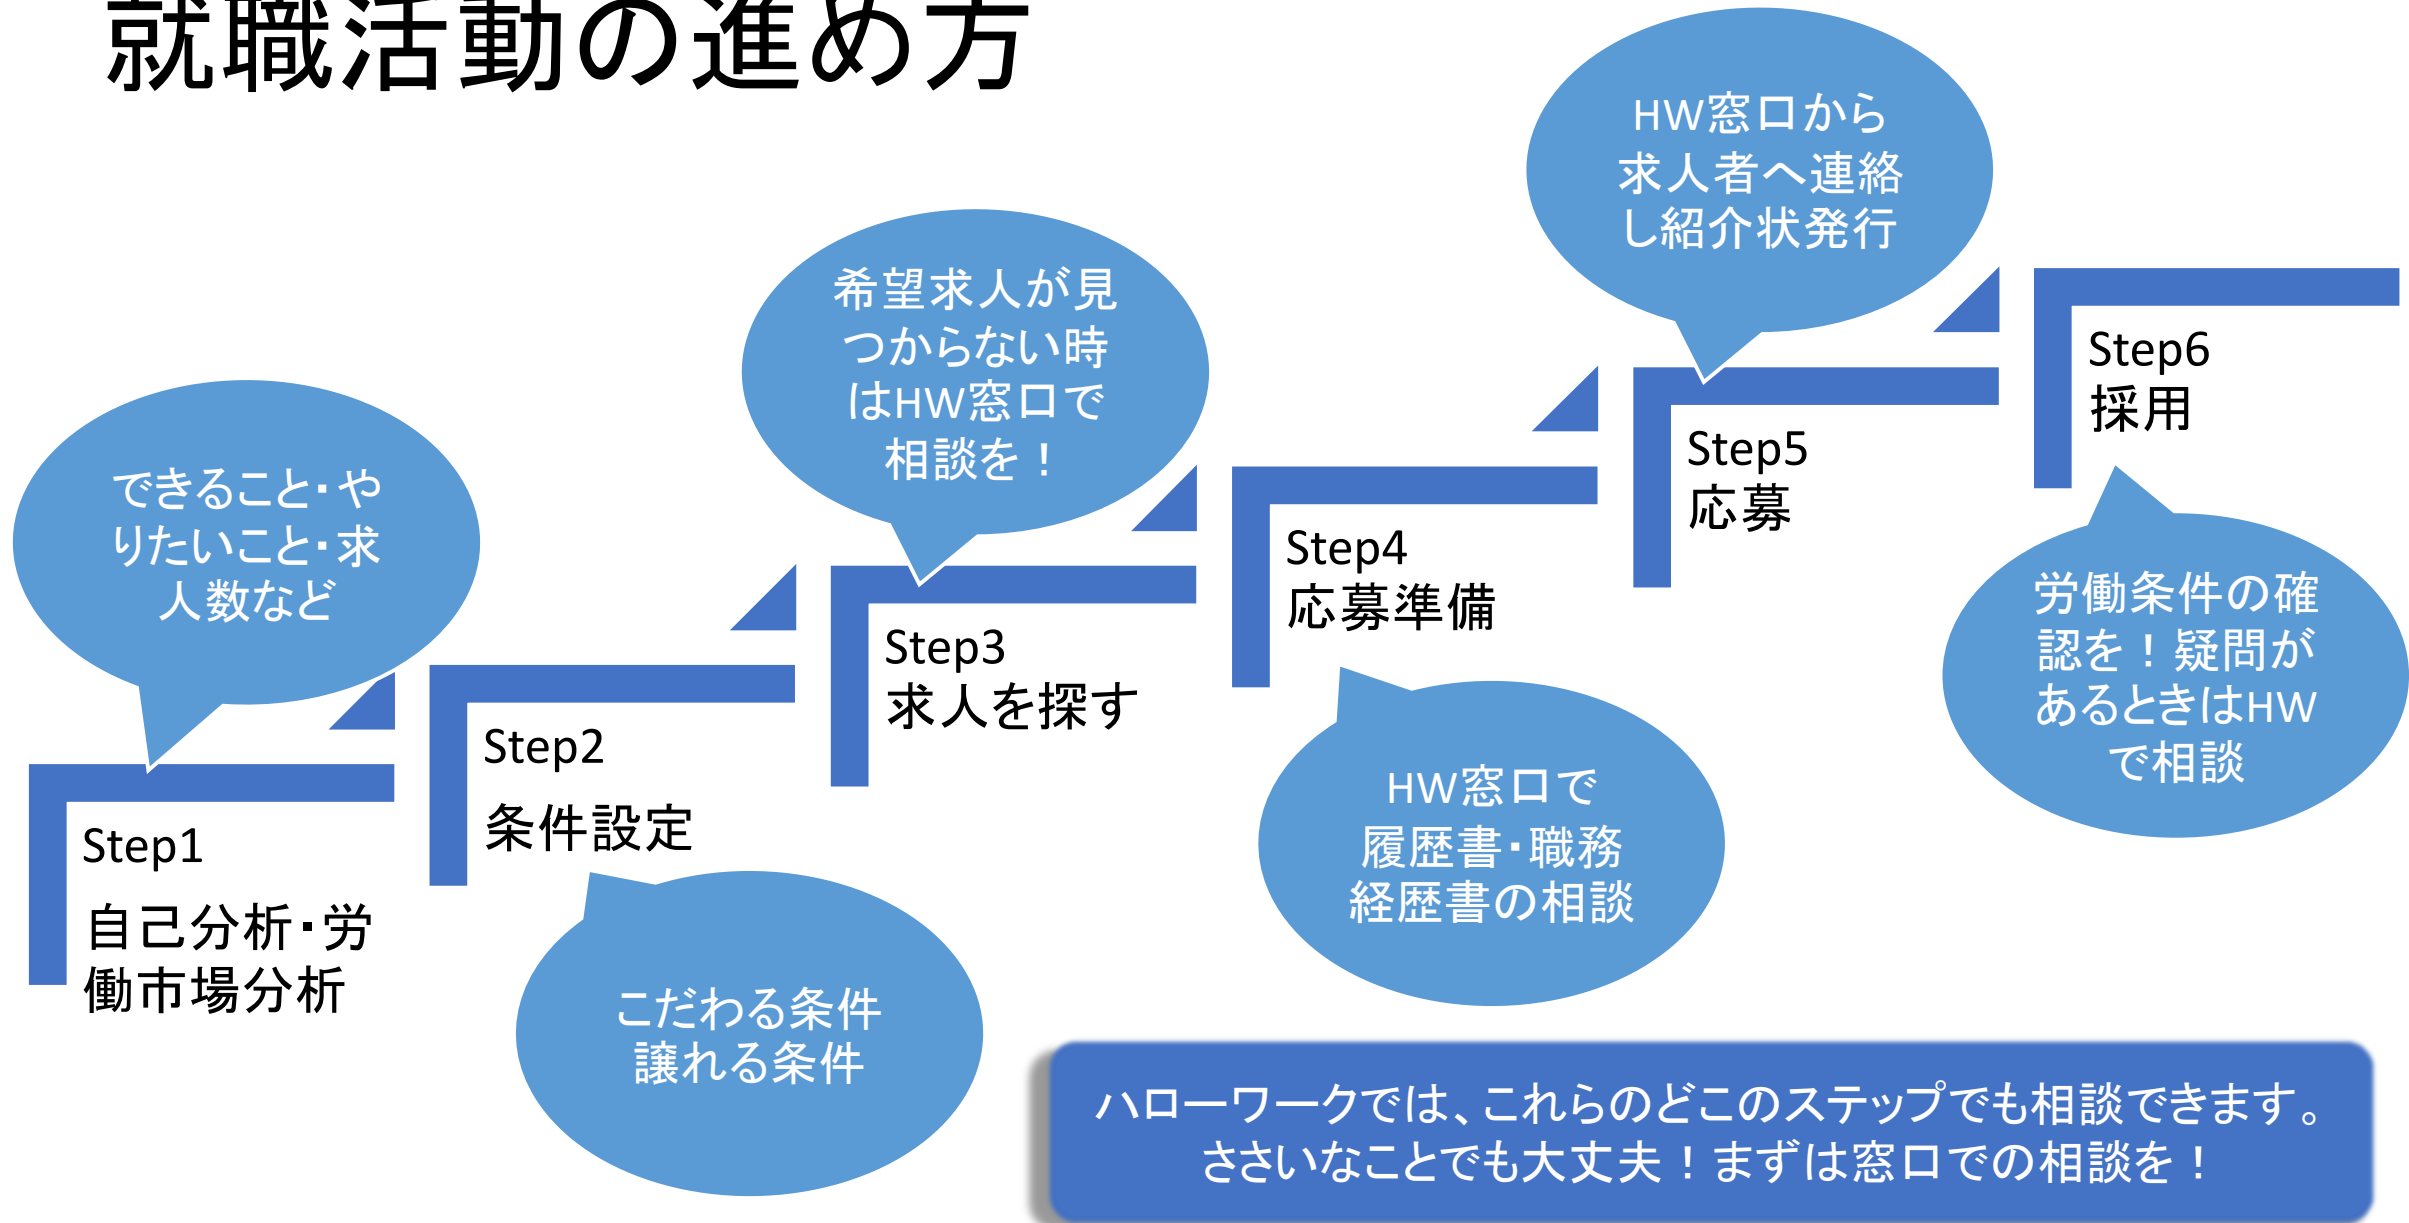 就職活動の進め方
できること・や
りたいこと・求
人数など
Step1
自己分析・労
働市場分析
Step2
条件設定
こだわる条件
譲れる条件
希望求人が見
つからない時
はHW窓口で
相談を！
Step3
求人を探す
Step4
応募準備
HW窓口で
履歴書・職務
経歴書の相談
HW窓口から
求人者へ連絡
し紹介状発行
Step5
応募
Step6
採用
労働条件の確
認を！疑問が
あるときはHW
で相談
ハローワークでは、これらのどこのステップでも相談できます。
ささいなことでも大丈夫！まずは窓口での相談を！